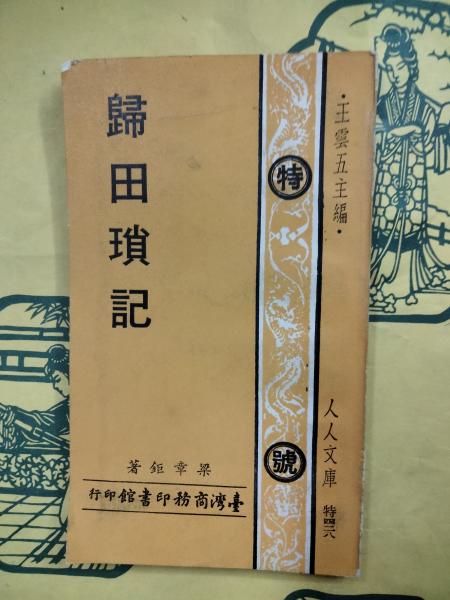 ·王雲五主編·
人人文庫 特四六
特號
歸田瑣記
梁章鉅著
臺灣商務印書館印行